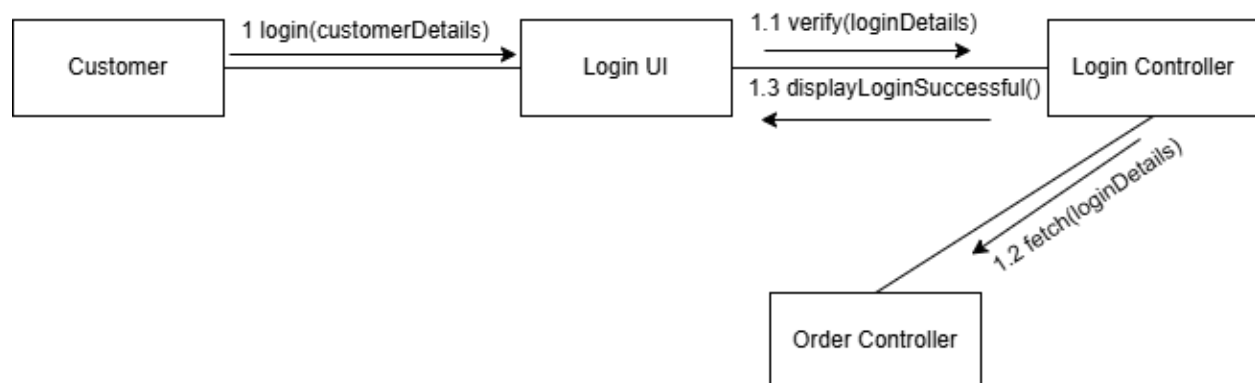 1 login(customerDetails)
1.1 verify(loginDetails)
Customer
Login UI
Login Controller
1.3 displayLoginSuccessful()
1.2 fetch(loginDetails)
Order Controller